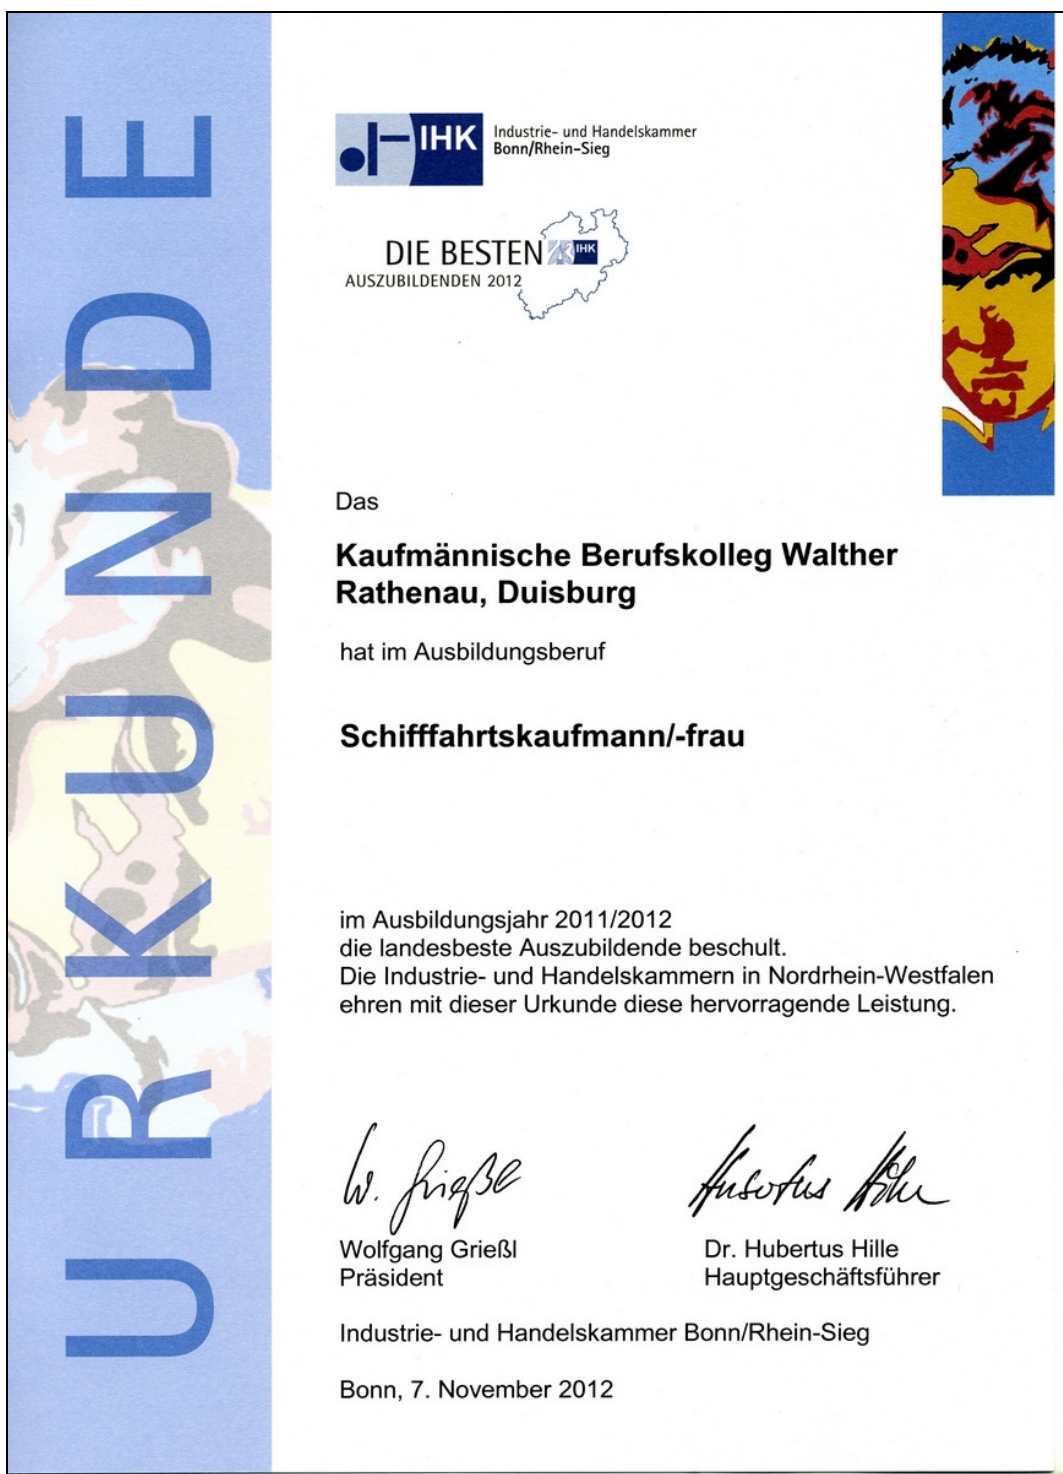 URKUNDE
IHK
Industrie- und Handelskammer
Bonn/Rhein-Sieg
DIE BESTEN
IHK
AUSZUBILDENDEN 2012
Das
Kaufmännische Berufskolleg Walther
Rathenau, Duisburg
hat im Ausbildungsberuf
Schifffahrtskaufmann/-frau
im Ausbildungsjahr 2011/2012
die landesbeste Auszubildende beschult.
Die Industrie- und Handelskammern in Nordrhein-Westfalen
ehren mit dieser Urkunde diese hervorragende Leistung.
W. Grießl
Hubertus Hille
Wolfgang Grießl
Dr. Hubertus Hille
Präsident
Hauptgeschäftsführer
Industrie- und Handelskammer Bonn/Rhein-Sieg
Bonn, 7. November 2012